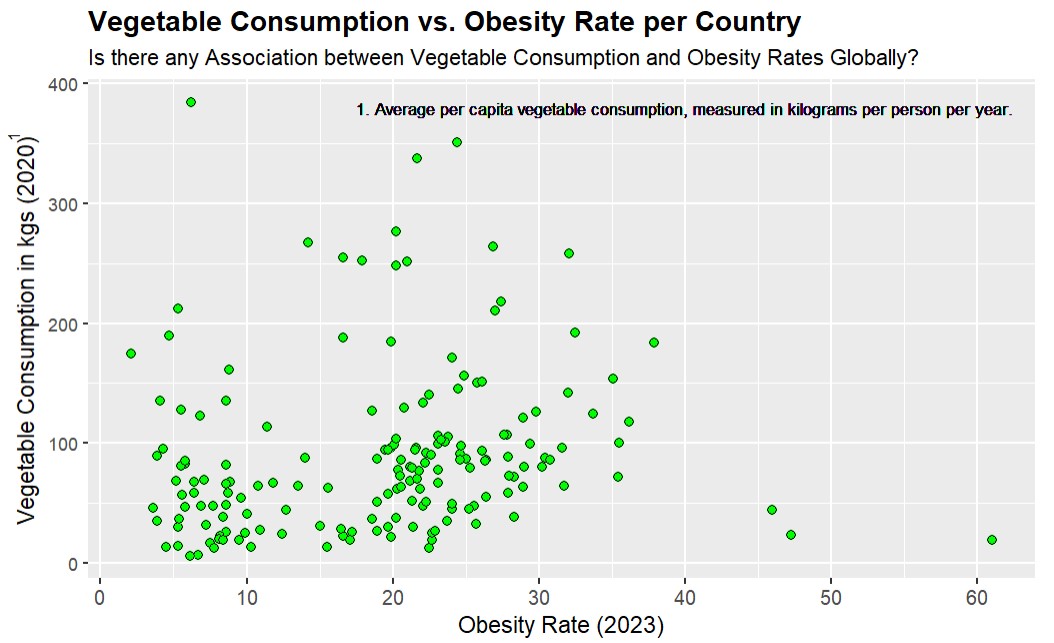 Vegetable Consumption vs. Obesity Rate per Country
Is there any Association between Vegetable Consumption and Obesity Rates Globally?
1. Average per capita vegetable consumption, measured in kilograms per person per year.
Vegetable Consumption in kgs (2020)¹
400
300
200
100
0
0 10 20 30 40 50 60
Obesity Rate (2023)